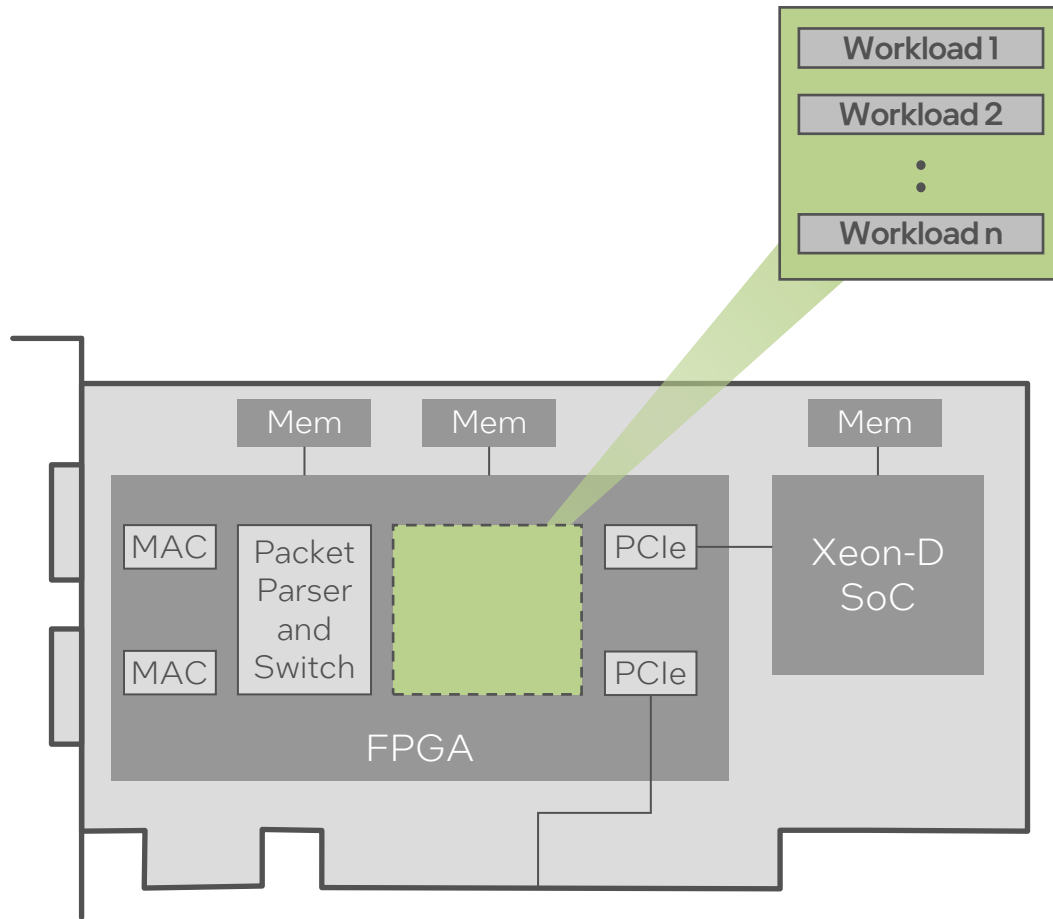 Workload 1
Workload 2
Workload n
Mem
Mem
Mem
MAC
Packet
Parser
and
Switch
PCIe
Xeon-D
SoC
MAC
PCIe
FPGA